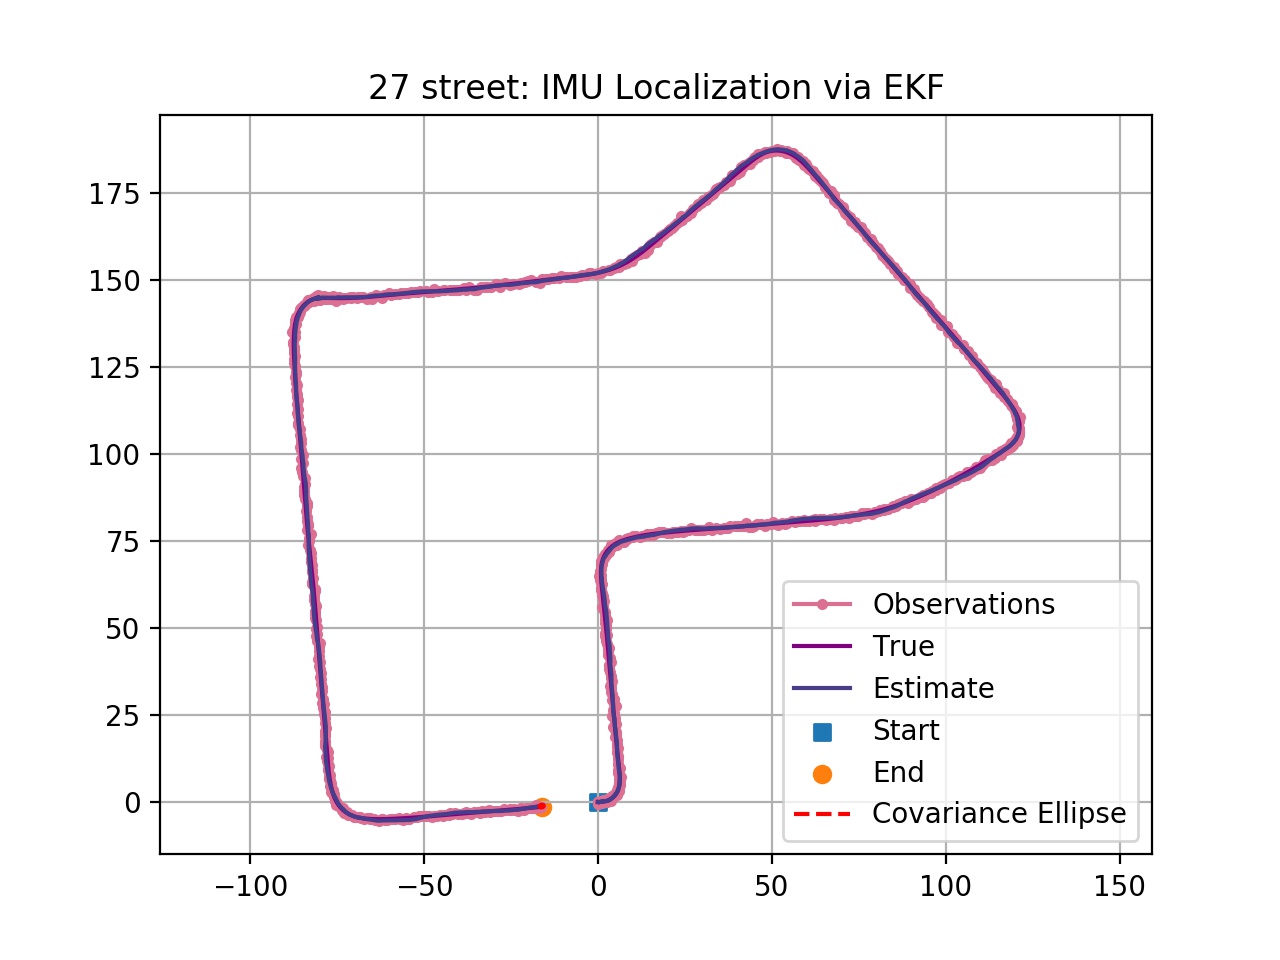 27 street: IMU Localization via EKF
175
150
125
100
75
50
25
0
−100
−50
0
50
100
150
Observations
True
Estimate
Start
End
Covariance Ellipse